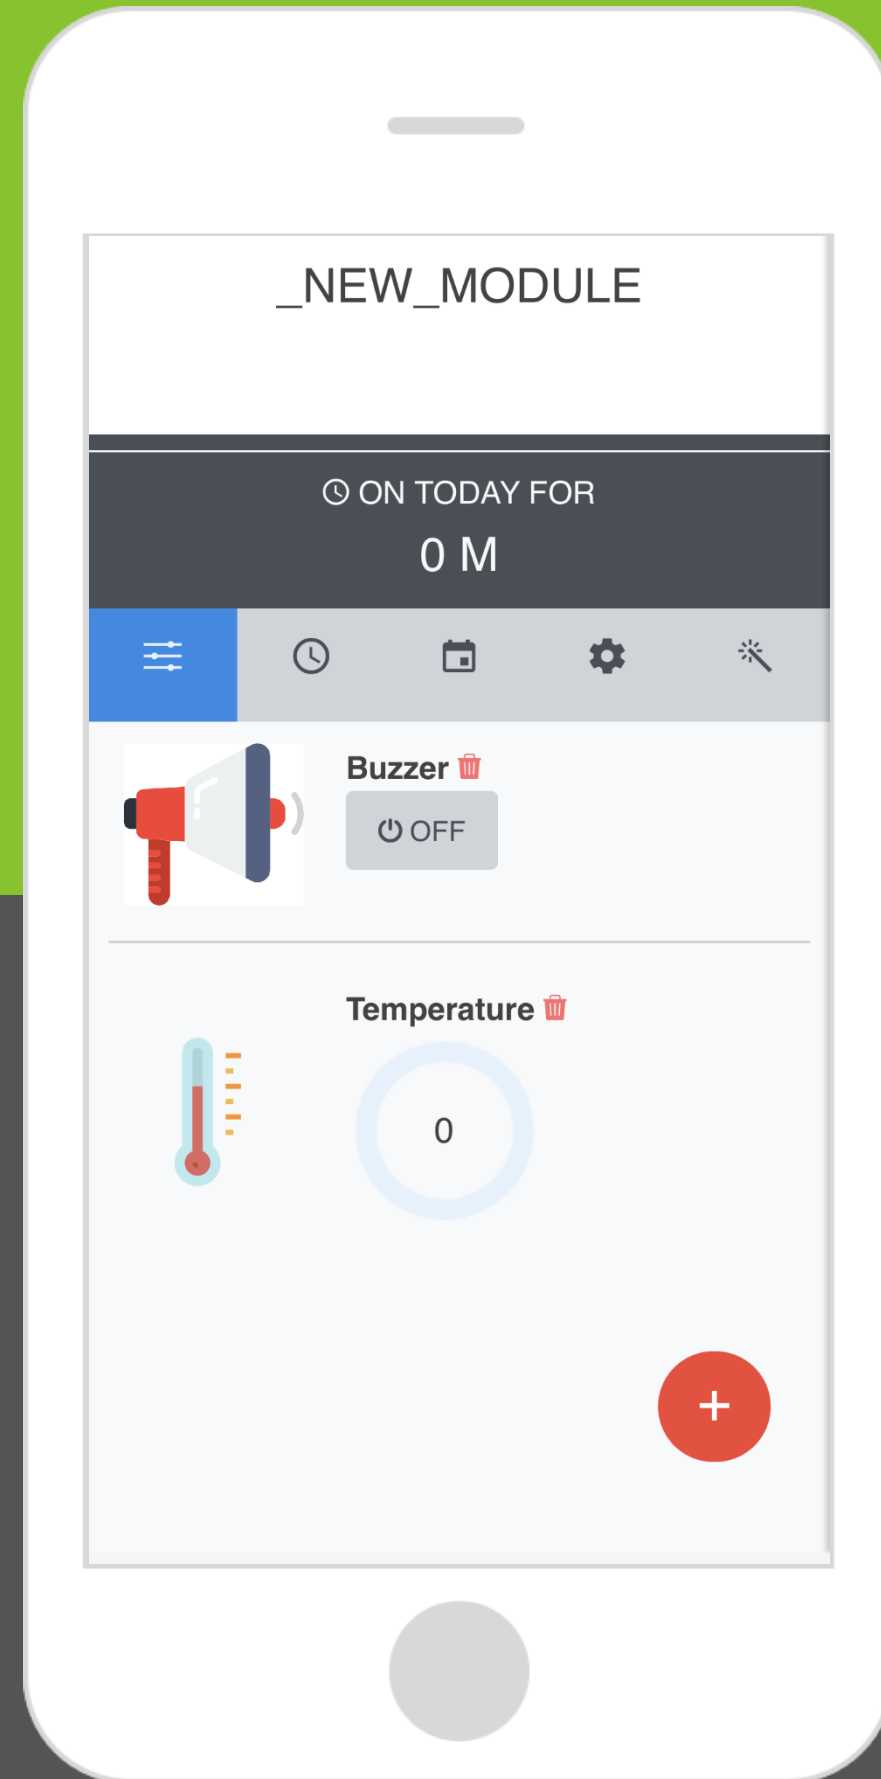 _NEW_MODULE
ON TODAY FOR
0 M
Buzzer
OFF
Temperature
0
+